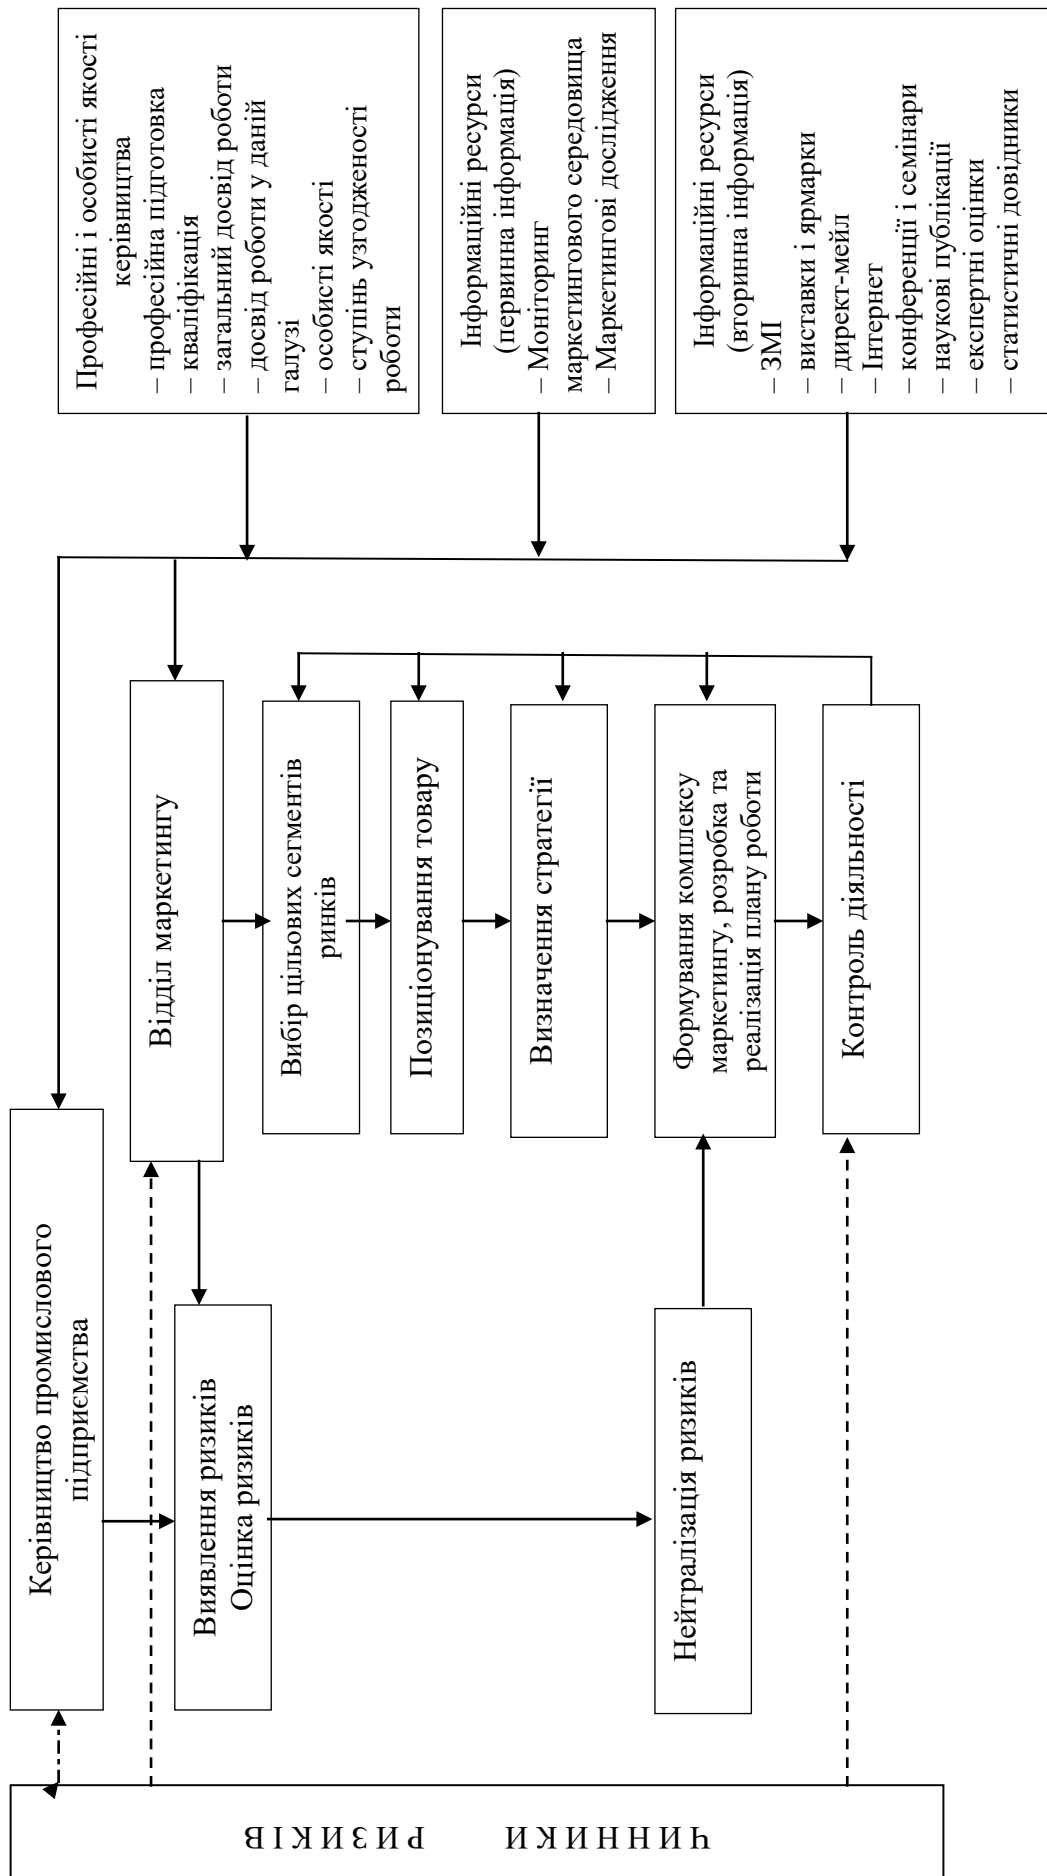 ЧИННИКИ РИЗИКІВ
Керівництво промислового
підприємства
Виявлення ризиків
Оцінка ризиків
Нейтралізація ризиків
Відділ маркетингу
Вибір цільових сегментів
ринків
Позиціонування товару
Визначення стратегії
Формування комплексу
маркетингу, розробка та
реалізація плану роботи
Контроль діяльності
Професійні і особисті якості
керівництва
– професійна підготовка
– кваліфікація
– загальний досвід роботи
– досвід роботи у даній
галузі
– особисті якості
– ступінь узгодженості
роботи
Інформаційні ресурси
(первинна інформація)
– Моніторинг
маркетингового середовища
– Маркетингові дослідження
Інформаційні ресурси
(вторинна інформація)
– ЗМІ
– виставки і ярмарки
– директ-мейл
– Інтернет
– конференції і семінари
– наукові публікації
– експертні оцінки
– статистичні довідники